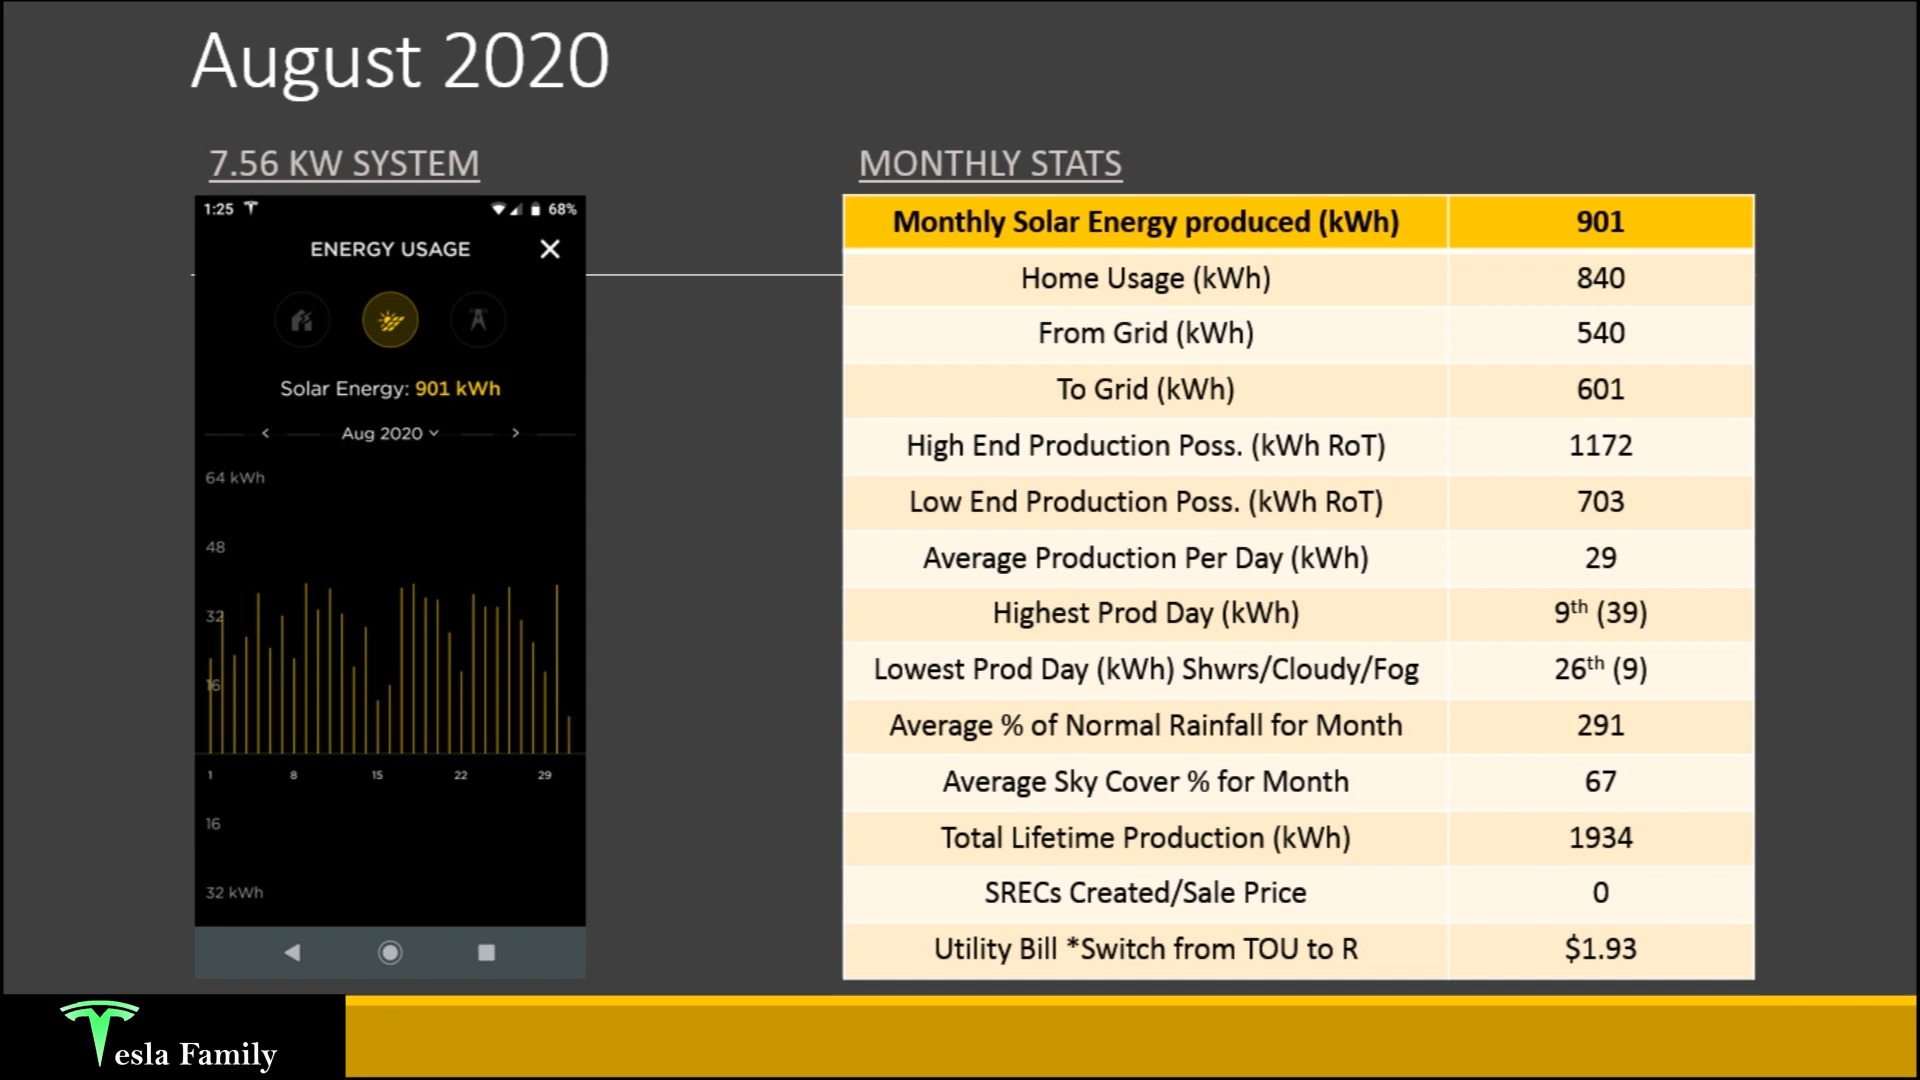 August 2020
7.56 KW SYSTEM
1:25
68%
ENERGY USAGE
Solar Energy: 901 kWh
Aug 2020
64 kWh
48
32
16
1 8 15 22 29
16
32 kWh
MONTHLY STATS
Monthly Solar Energy produced (kWh) 901
Home Usage (kWh) 840
From Grid (kWh) 540
To Grid (kWh) 601
High End Production Poss. (kWh RoT) 1172
Low End Production Poss. (kWh RoT) 703
Average Production Per Day (kWh) 29
Highest Prod Day (kWh) 9th (39)
Lowest Prod Day (kWh) Shwrs/Cloudy/Fog 26th (9)
Average % of Normal Rainfall for Month 291
Average Sky Cover % for Month 67
Total Lifetime Production (kWh) 1934
SRECs Created/Sale Price 0
Utility Bill *Switch from TOU to R $1.93
Tesla Family